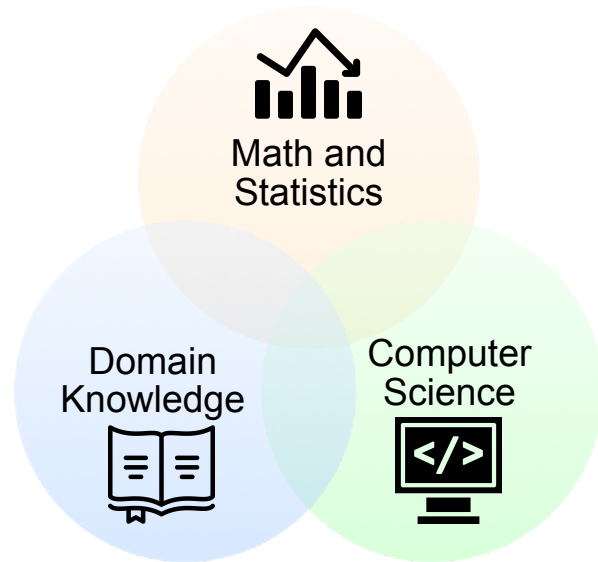 Math and
Statistics
Domain
Knowledge
Computer
Science
</>